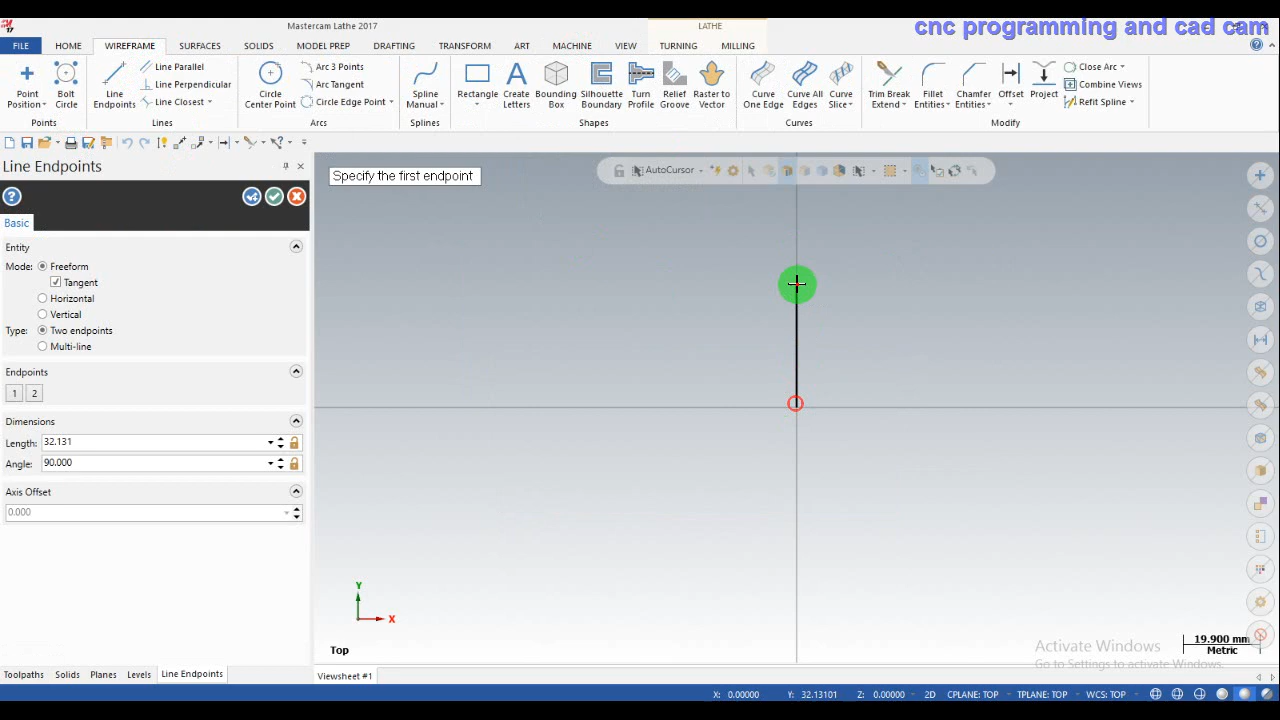 Mastercam Lathe 2017
LATHE
cnc programming and cad cam
FILE
HOME
WIREFRAME
SURFACES
SOLIDS
MODEL PREP
DRAFTING
TRANSFORM
ART
MACHINE
VIEW
TURNING
MILLING
Point Position
Bolt Circle
Points
Line Endpoints
Line Parallel
Line Perpendicular
Line Closest
Lines
Circle Center Point
Arc 3 Points
Arc Tangent
Circle Edge Point
Arcs
Spline Manual
Splines
Rectangle
Create Letters
Bounding Box
Silhouette Boundary
Turn Profile
Relief Groove
Raster to Vector
Shapes
Curve One Edge
Curve All Edges
Curve Slice
Curves
Trim Break Extend
Fillet Entities
Chamfer Entities
Offset
Project
Close Arc
Combine Views
Refit Spline
Modify
Line Endpoints
Basic
Entity
Mode: Freeform
Tangent
Horizontal
Vertical
Type: Two endpoints
Multi-line
Endpoints
1 2
Dimensions
Length: 32.131
Angle: 90.000
Axis Offset
0.000
Specify the first endpoint
AutoCursor
Y
X
Top
Activate Windows
Go to Settings to activate Windows.
19.900 mm
Metric
Toolpaths
Solids
Planes
Levels
Line Endpoints
Viewsheet #1
X: 0.00000 Y: 32.13101 Z: 0.00000 2D CPLANE: TOP TPLANE: TOP WCS: TOP